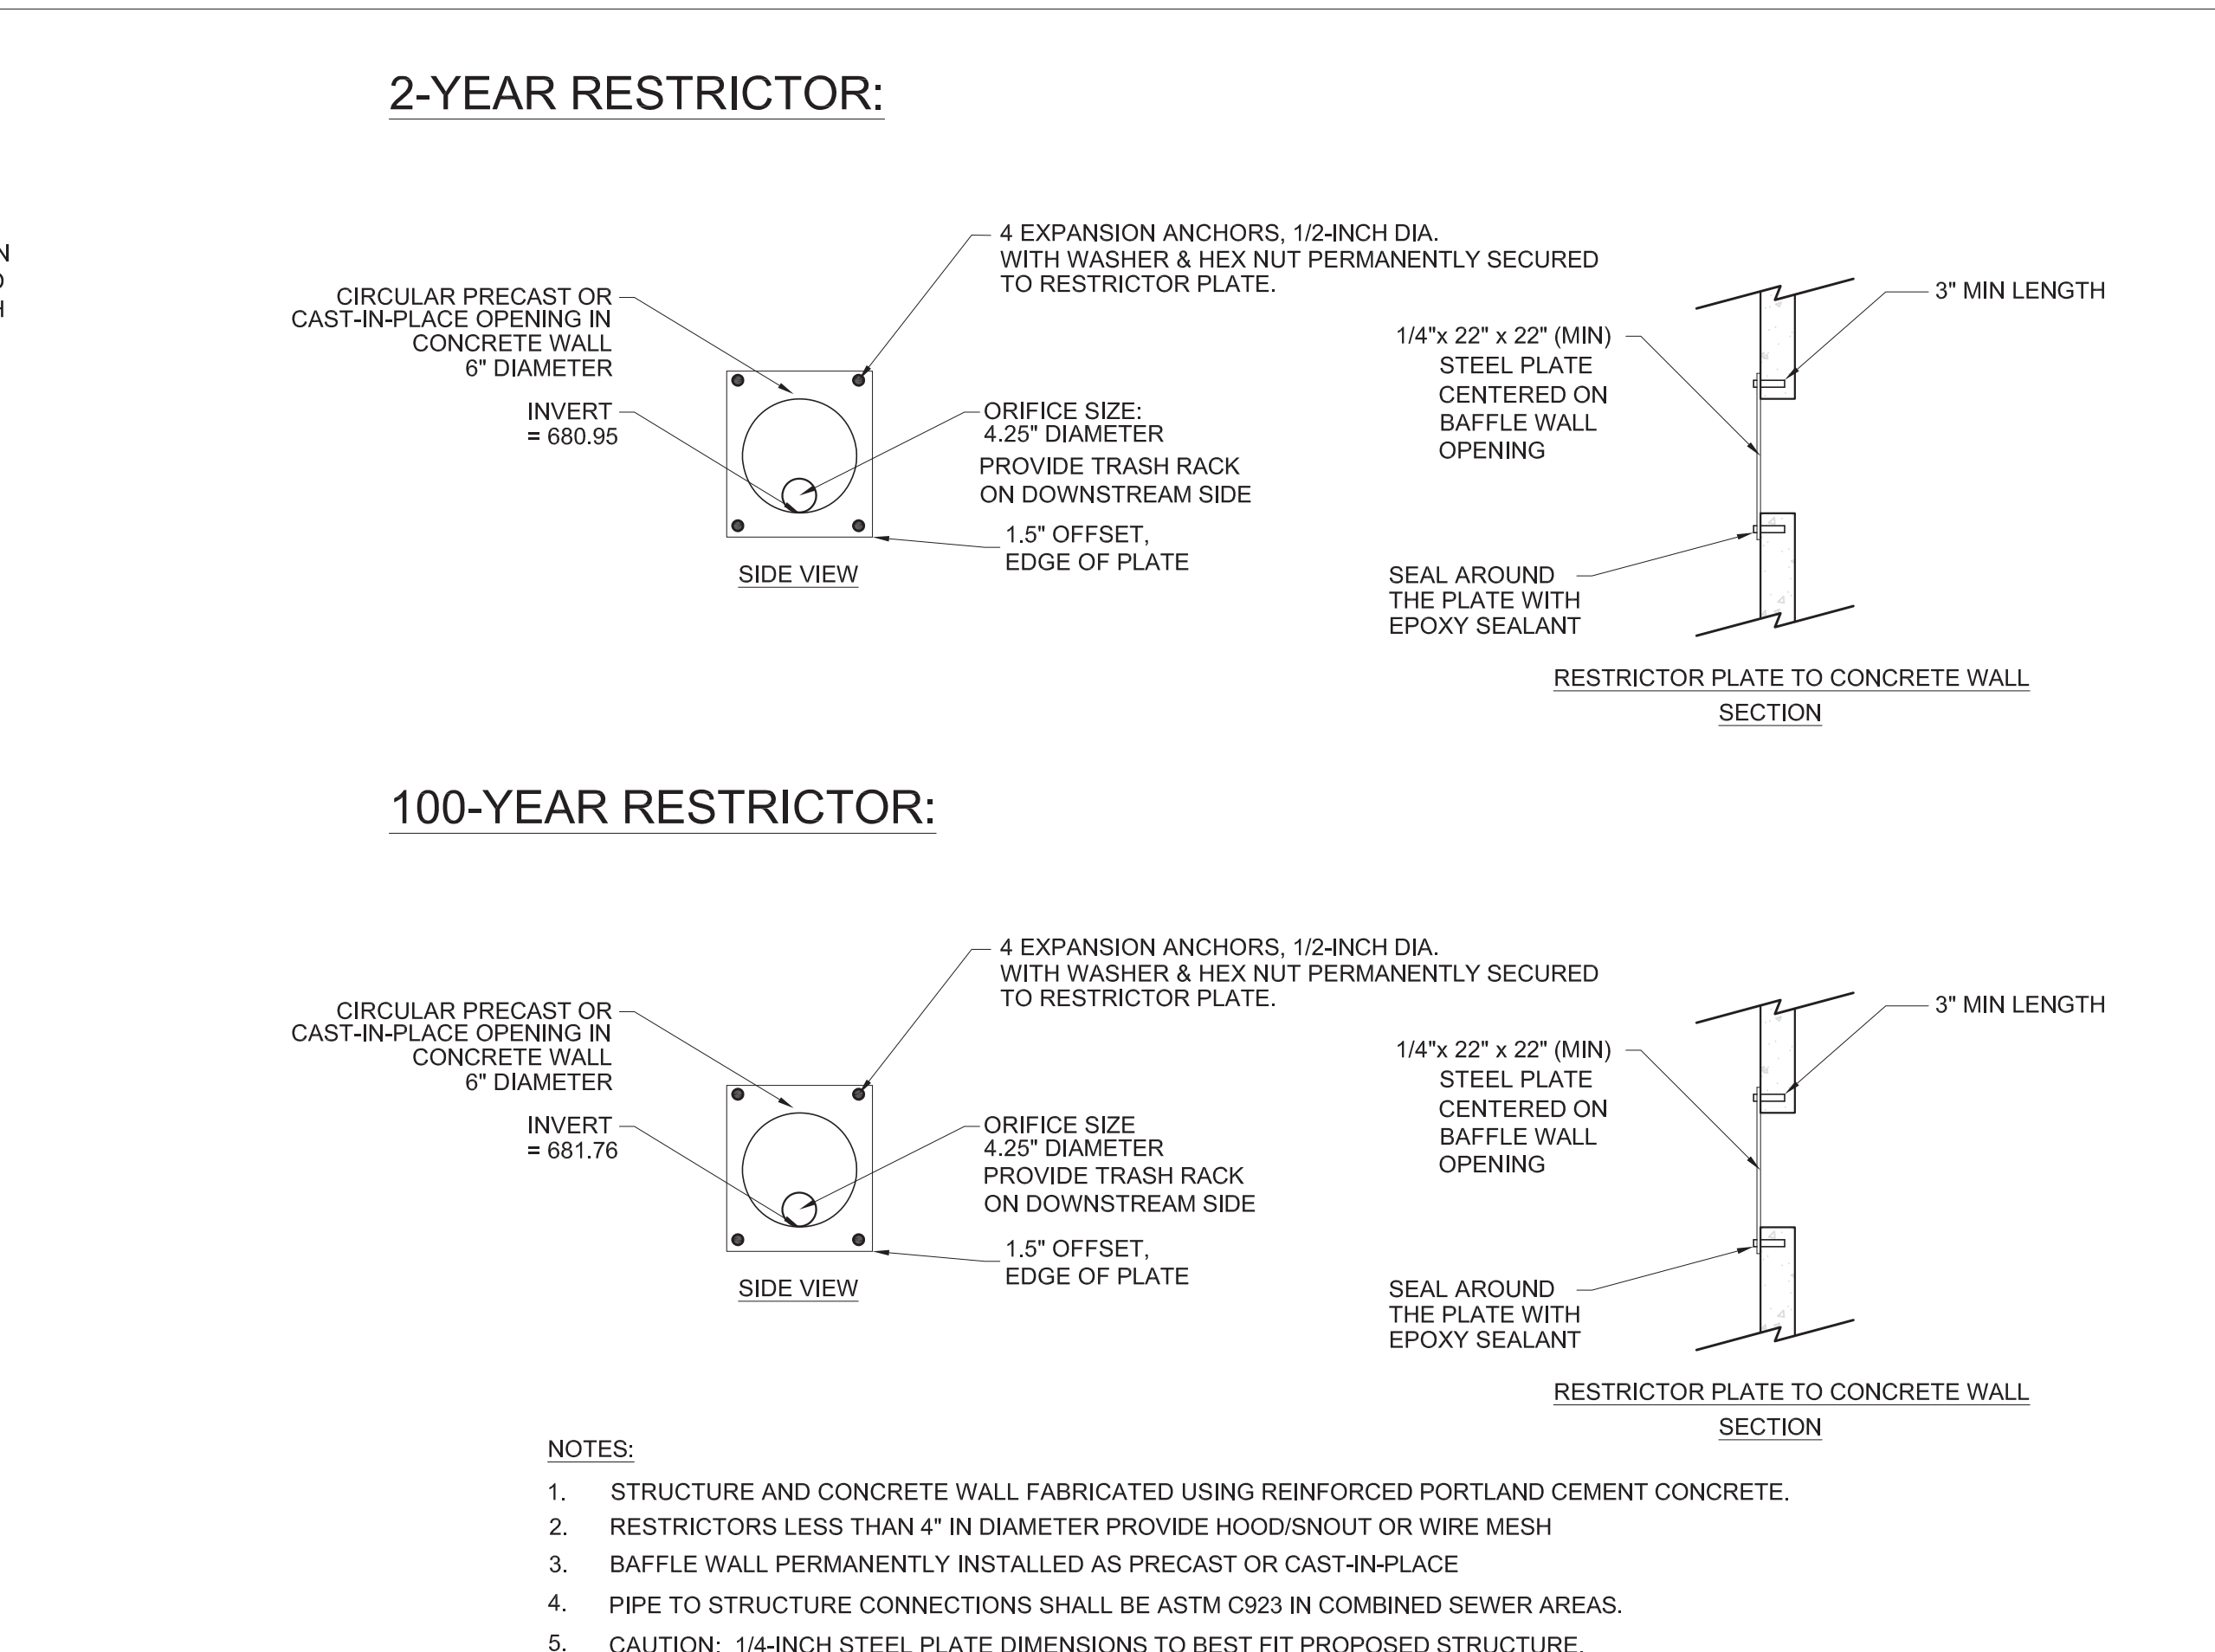 2-YEAR RESTRICTOR:
4 EXPANSION ANCHORS, 1/2-INCH DIA.
WITH WASHER & HEX NUT PERMANENTLY SECURED
TO RESTRICTOR PLATE.
CIRCULAR PRECAST OR
CAST-IN-PLACE OPENING IN
CONCRETE WALL
6" DIAMETER
INVERT
= 680.95
ORIFICE SIZE:
4.25" DIAMETER
PROVIDE TRASH RACK
ON DOWNSTREAM SIDE
1.5" OFFSET,
EDGE OF PLATE
SIDE VIEW
3" MIN LENGTH
1/4"x 22" x 22" (MIN)
STEEL PLATE
CENTERED ON
BAFFLE WALL
OPENING
SEAL AROUND
THE PLATE WITH
EPOXY SEALANT
RESTRICTOR PLATE TO CONCRETE WALL
SECTION
100-YEAR RESTRICTOR:
4 EXPANSION ANCHORS, 1/2-INCH DIA.
WITH WASHER & HEX NUT PERMANENTLY SECURED
TO RESTRICTOR PLATE.
CIRCULAR PRECAST OR
CAST-IN-PLACE OPENING IN
CONCRETE WALL
6" DIAMETER
INVERT
= 681.76
ORIFICE SIZE
4.25" DIAMETER
PROVIDE TRASH RACK
ON DOWNSTREAM SIDE
1.5" OFFSET,
EDGE OF PLATE
SIDE VIEW
3" MIN LENGTH
1/4"x 22" x 22" (MIN)
STEEL PLATE
CENTERED ON
BAFFLE WALL
OPENING
SEAL AROUND
THE PLATE WITH
EPOXY SEALANT
RESTRICTOR PLATE TO CONCRETE WALL
SECTION
NOTES:
1. STRUCTURE AND CONCRETE WALL FABRICATED USING REINFORCED PORTLAND CEMENT CONCRETE.
2. RESTRICTORS LESS THAN 4" IN DIAMETER PROVIDE HOOD/SNOUT OR WIRE MESH
3. BAFFLE WALL PERMANENTLY INSTALLED AS PRECAST OR CAST-IN-PLACE
4. PIPE TO STRUCTURE CONNECTIONS SHALL BE ASTM C923 IN COMBINED SEWER AREAS.
5. CAUTION: 1/4-INCH STEEL PLATE DIMENSIONS TO BEST FIT PROPOSED STRUCTURE.